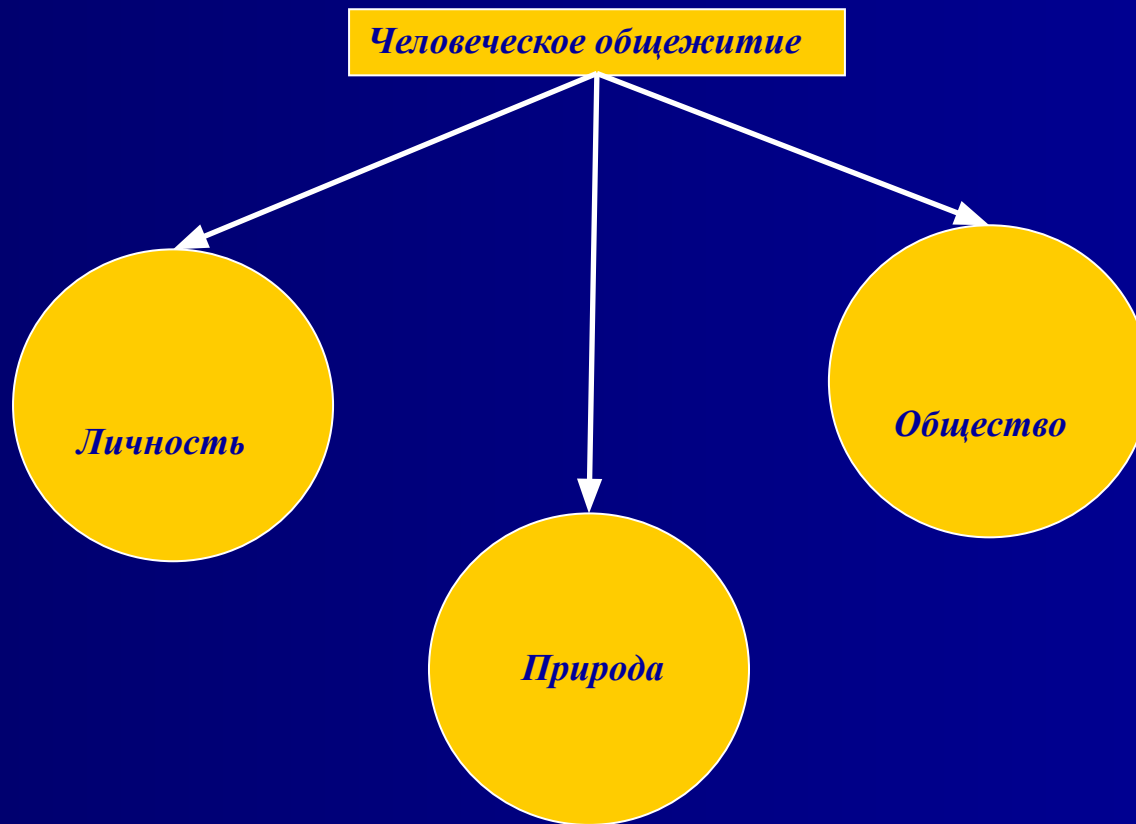 Человеческое общежитие
Личность
Общество
Природа